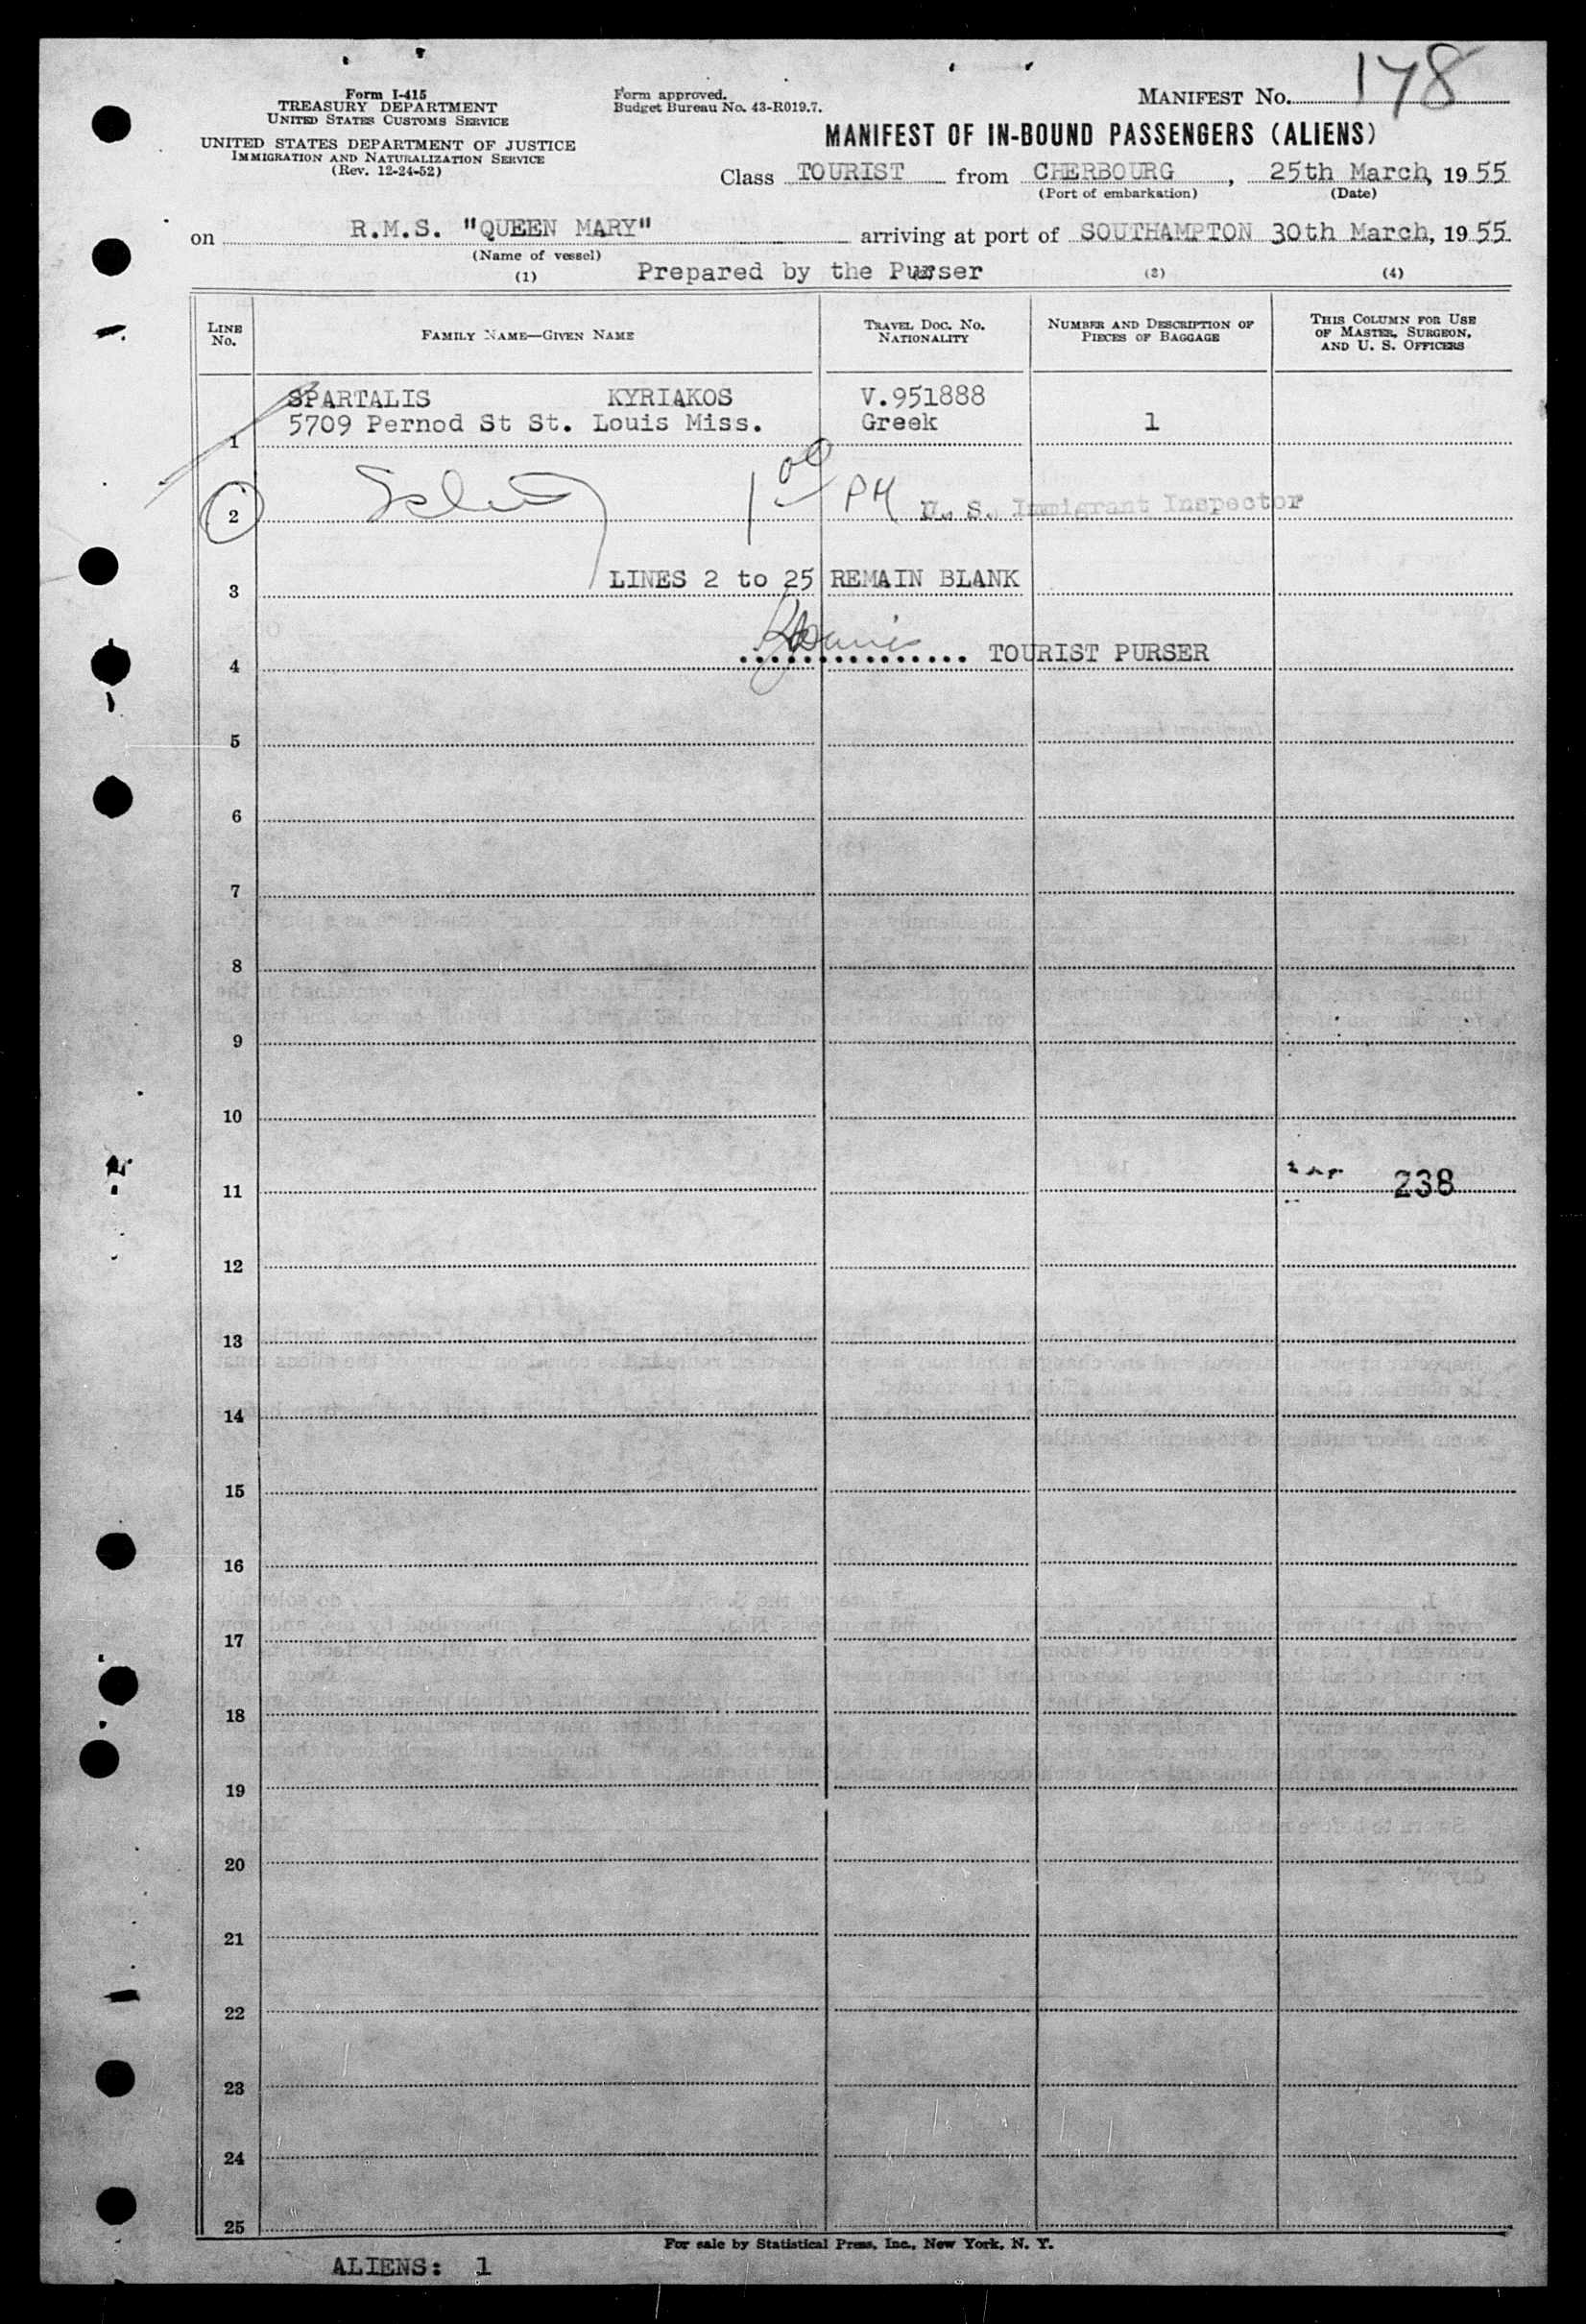 178
Form I-415
TREASURY DEPARTMENT
UNITED STATES CUSTOMS SERVICE
UNITED STATES DEPARTMENT OF JUSTICE
IMMIGRATION AND NATURALIZATION SERVICE
(Rev. 12-24-52)
Form approved.
Budget Bureau No. 43-R019.7.
MANIFEST No.
MANIFEST OF IN-BOUND PASSENGERS (ALIENS)
Class TOURIST from CHERBOURG, 25th March, 1955
(Port of embarkation) (Date)
on R.M.S. "QUEEN MARY" arriving at port of SOUTHAMPTON 30th March, 1955
(Name of vessel)
(1) Prepared by the Purser (3) (4)
LINE No. FAMILY NAME—GIVEN NAME TRAVEL DOC. No. NATIONALITY NUMBER AND DESCRIPTION OF PIECES OF BAGGAGE THIS COLUMN FOR USE OF MASTER, SURGEON, AND U. S. OFFICERS
SPARTALIS KYRIAKOS V.951888
1 5709 Pernod St St. Louis Miss. Greek 1
2 1 00 PM U. S. Immigrant Inspector
3 LINES 2 to 25 REMAIN BLANK
4 TOURIST PURSER
5
6
7
8
9
10
11 238
12
13
14
15
16
17
18
19
20
21
22
23
24
25
For sale by Statistical Press, Inc., New York, N. Y.
ALIENS: 1